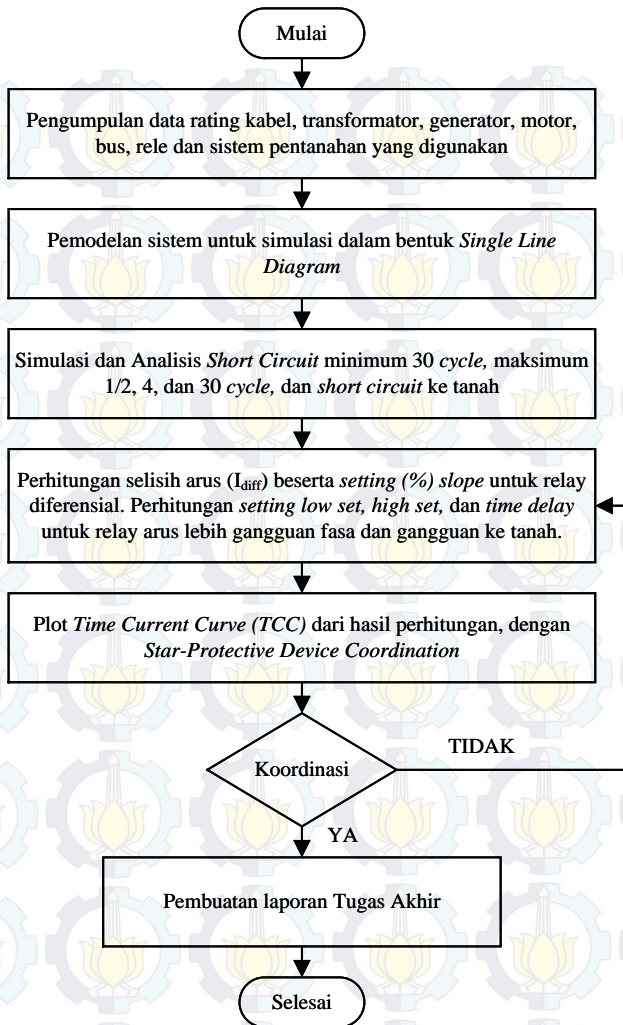 Mulai
Pengumpulan data rating kabel, transformator, generator, motor,
bus, rele dan sistem pentanahan yang digunakan
Pemodelan sistem untuk simulasi dalam bentuk Single Line
Diagram
Simulasi dan Analisis Short Circuit minimum 30 cycle, maksimum
1/2, 4, dan 30 cycle, dan short circuit ke tanah
Perhitungan selisih arus (Idiff) beserta setting (%) slope untuk relay
diferensial. Perhitungan setting low set, high set, dan time delay
untuk relay arus lebih gangguan fasa dan gangguan ke tanah.
Plot Time Current Curve (TCC) dari hasil perhitungan, dengan
Star-Protective Device Coordination
Koordinasi
TIDAK
YA
Pembuatan laporan Tugas Akhir
Selesai